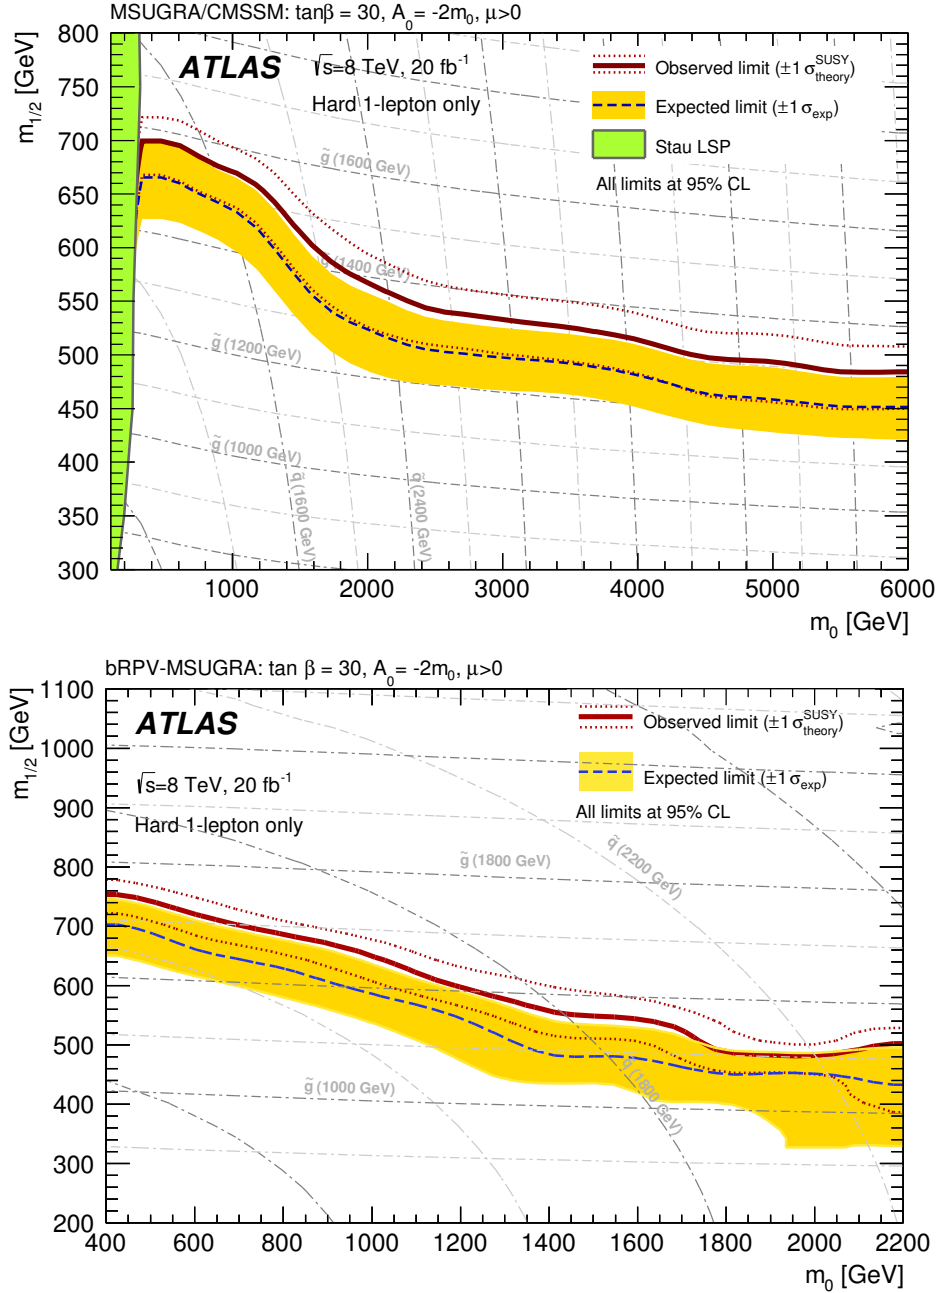 MSUGRA/CMSSM: tanβ = 30, A₀= -2m₀, μ>0
m₁/₂ [GeV]
800
750
700
650
600
550
500
450
400
350
300
ATLAS √s=8 TeV, 20 fb⁻¹
Hard 1-lepton only
Observed limit (±1 σ^SUSY_theory)
Expected limit (±1 σ_exp)
Stau LSP
All limits at 95% CL
g̃ (1600 GeV)
g̃ (1400 GeV)
g̃ (1200 GeV)
g̃ (1000 GeV)
q̃ (1600 GeV)
q̃ (2400 GeV)
1000 2000 3000 4000 5000 6000
m₀ [GeV]
bRPV-MSUGRA: tan β = 30, A₀= -2m₀, μ>0
m₁/₂ [GeV]
1100
1000
900
800
700
600
500
400
300
200
ATLAS
√s=8 TeV, 20 fb⁻¹
Hard 1-lepton only
Observed limit (±1 σ^SUSY_theory)
Expected limit (±1 σ_exp)
All limits at 95% CL
g̃ (1800 GeV)
q̃ (2200 GeV)
g̃ (1000 GeV)
q̃ (1800 GeV)
400 600 800 1000 1200 1400 1600 1800 2000 2200
m₀ [GeV]